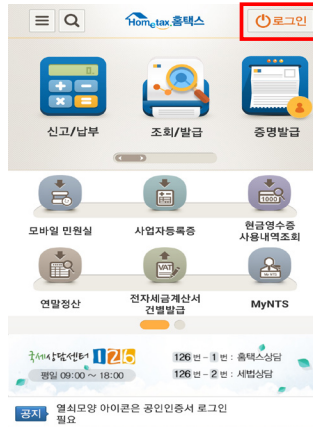 Hometax.홈택스
로그인
신고/납부
조회/발급
증명발급
모바일 민원실
사업자등록증
현금영수증
사용내역조회
1000
연말정산
VAT
전자세금계산서
건별발급
MyNTS
국세상담센터 126
126 번 - 1 번 : 홈택스상담
평일 09:00 ~ 18:00
126 번 - 2 번 : 세법상담
공지 열쇠모양 아이콘은 공인인증서 로그인
필요